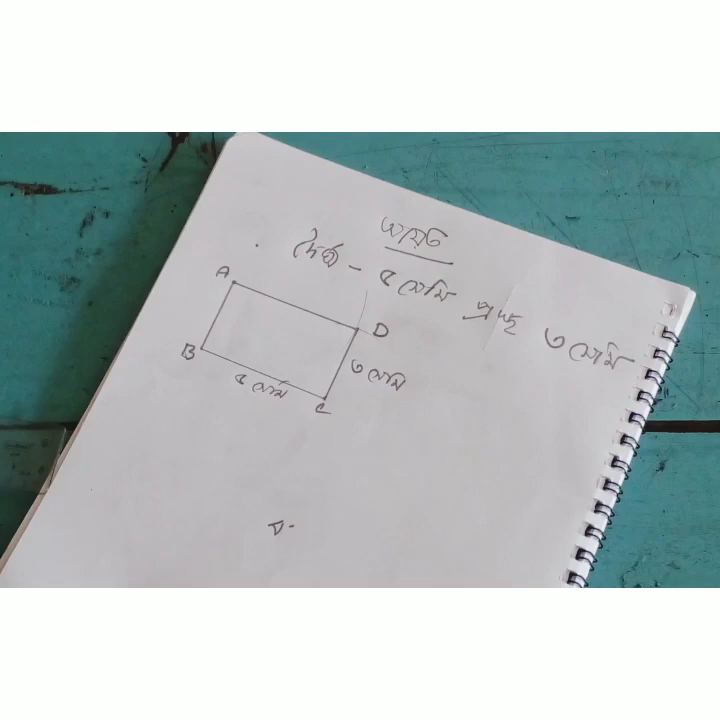 আয়ত
দৈর্ঘ্য - ৫ সেমি প্রস্থ ৩ সেমি
A
D
B
৩ সেমি
৫ সেমি
C